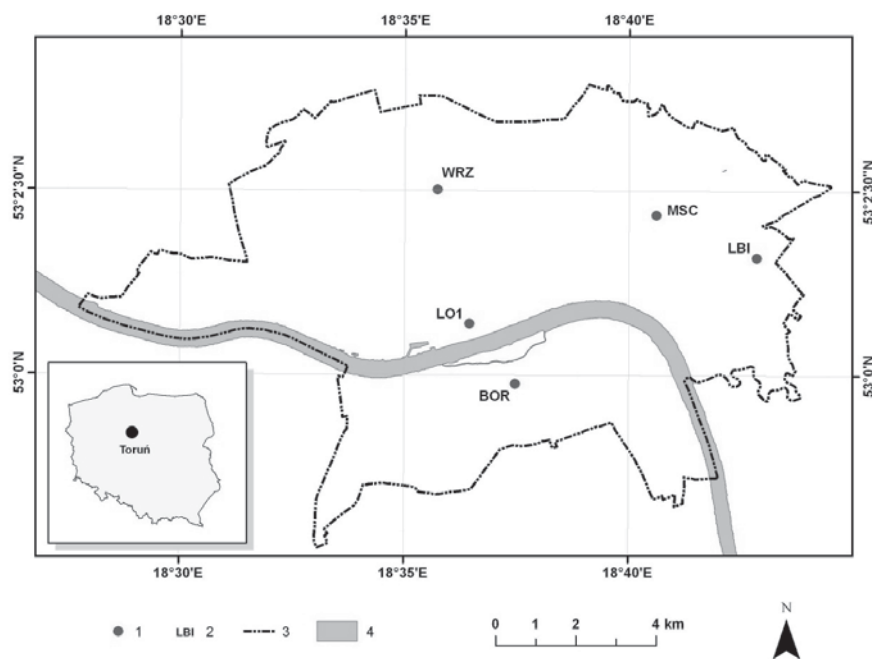 18°30'E 18°35'E 18°40'E
53°2'30"N 53°2'30"N
WRZ
MSC
LBI
LO1
53°0'N 53°0'N
BOR
Toruń
18°30'E 18°35'E 18°40'E
1 LBI 2 3 4 0 1 2 4 km
N